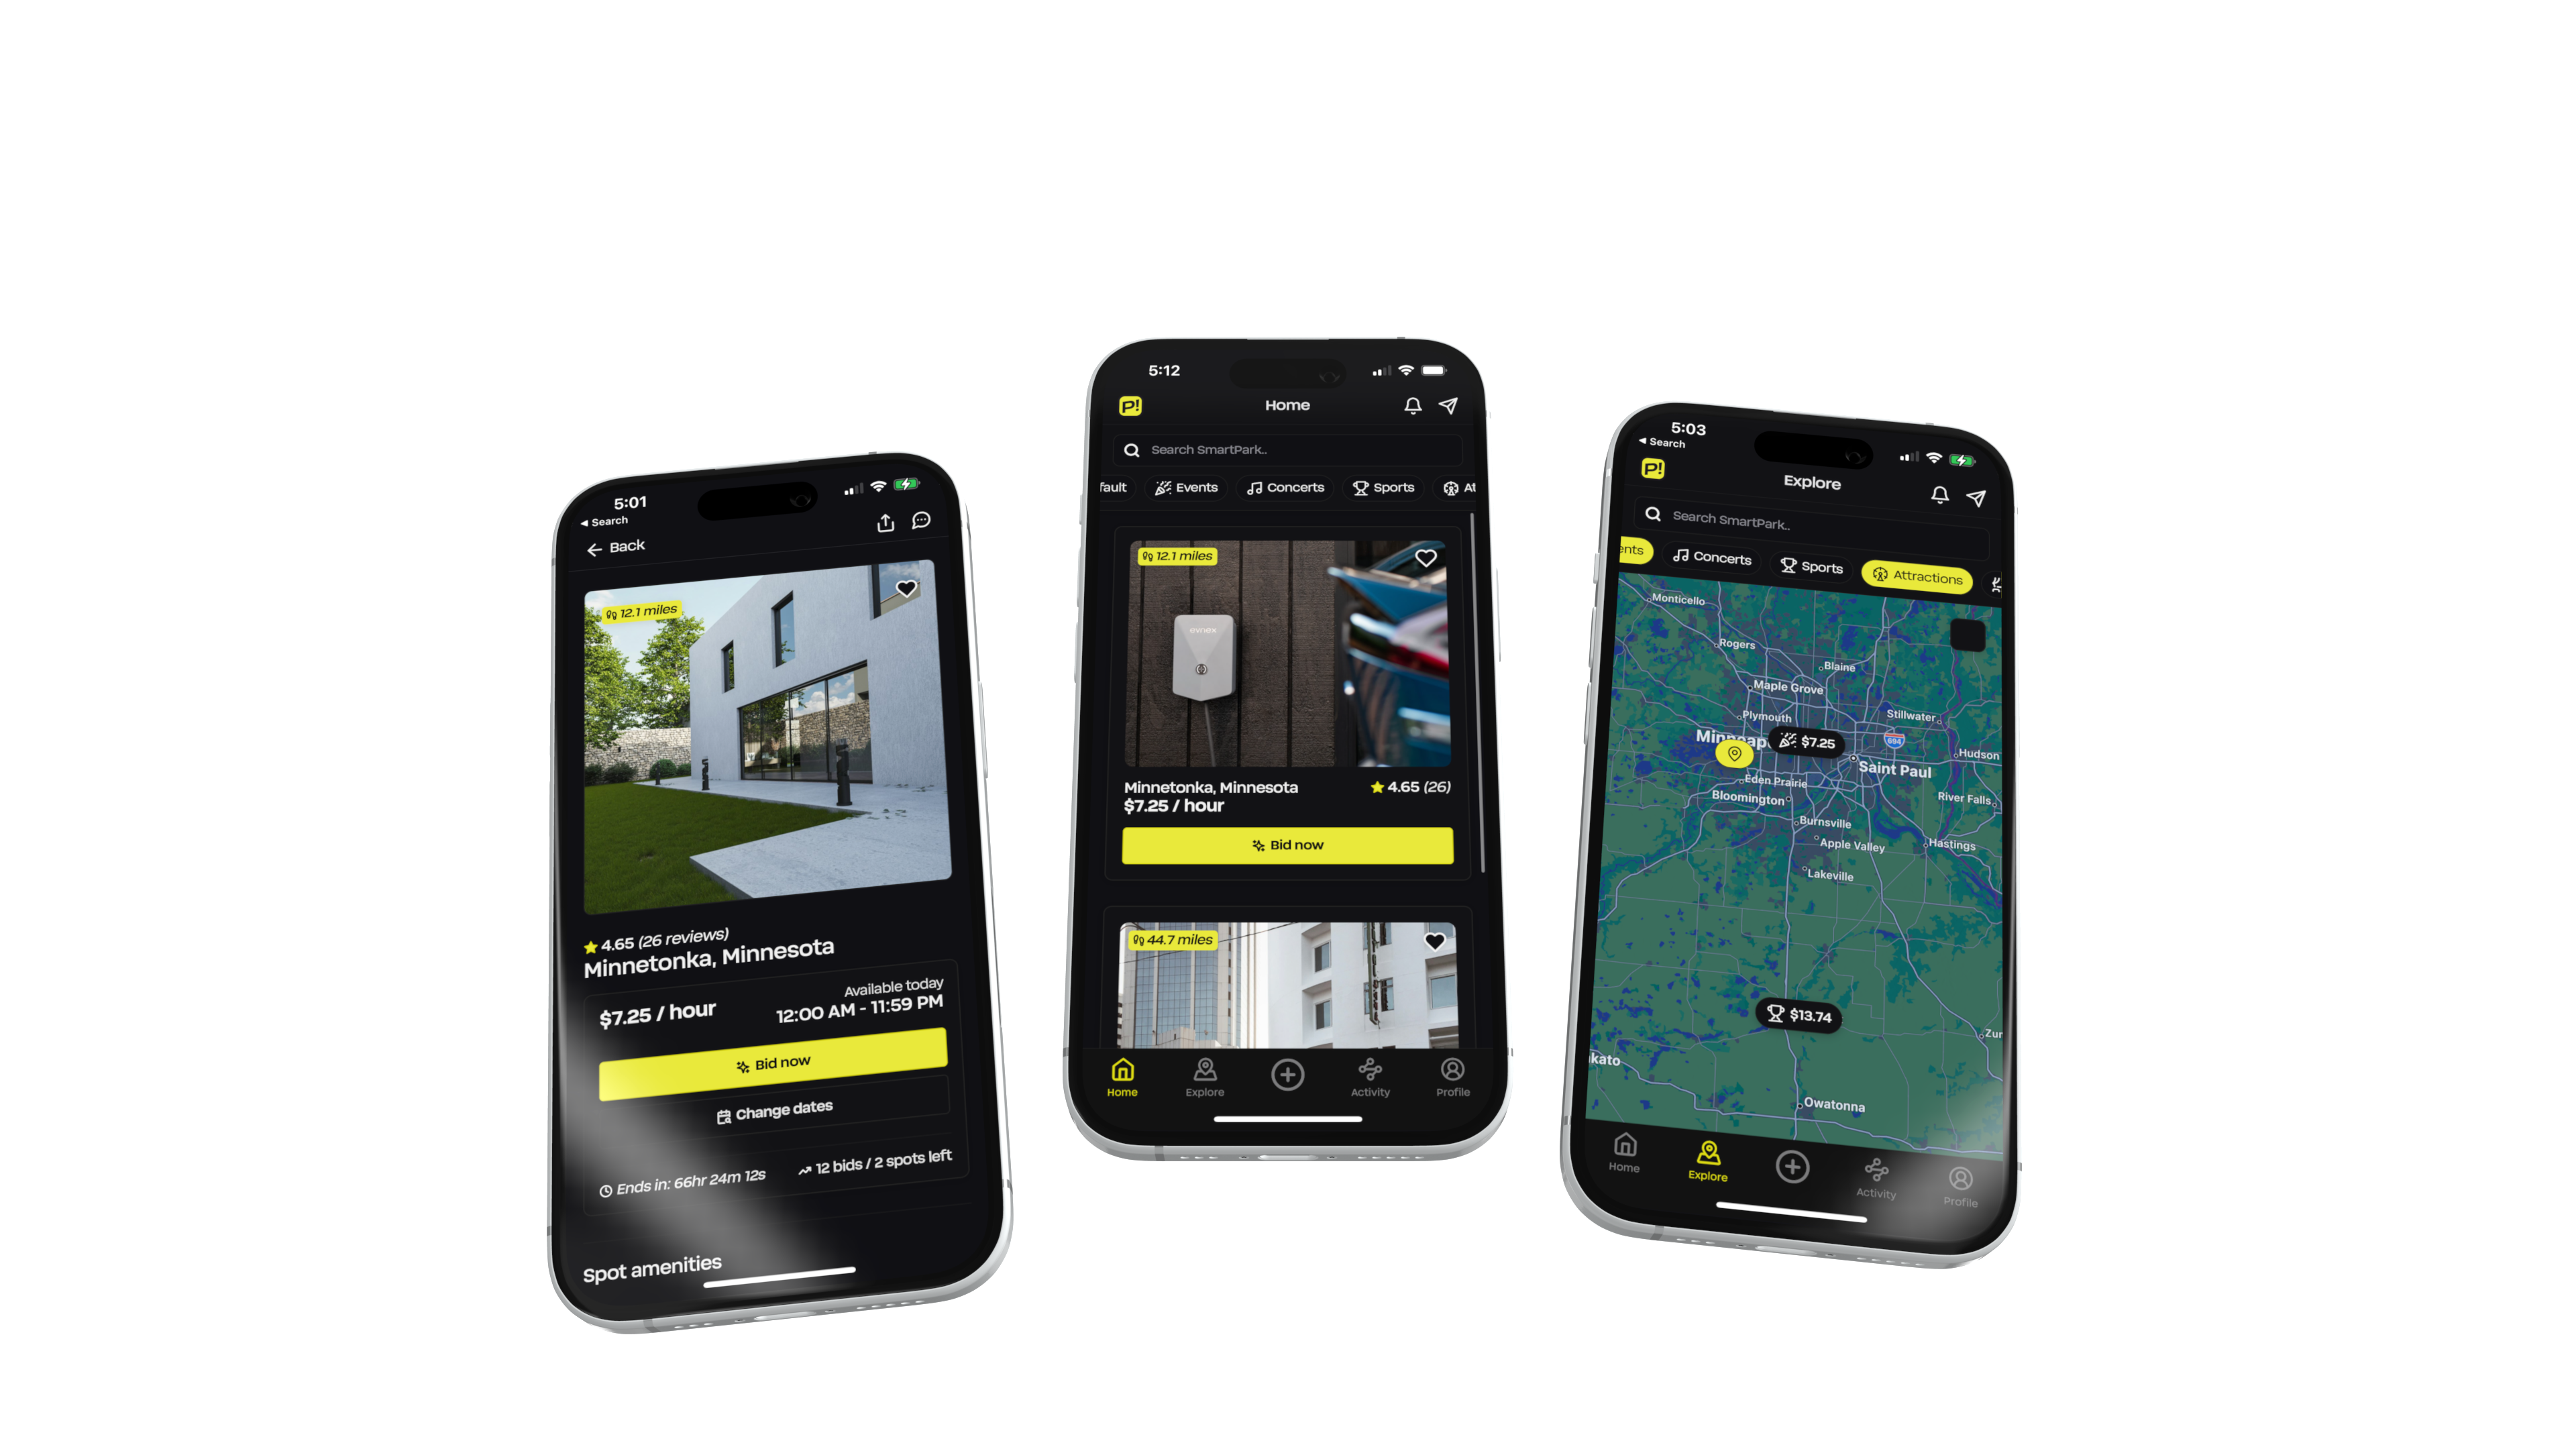 5:01
Search
Back
12.1 miles
4.65 (26 reviews)
Minnetonka, Minnesota
$7.25 / hour
Available today
12:00 AM - 11:59 PM
Bid now
Change dates
Ends in: 66hr 24m 12s
12 bids / 2 spots left
Spot amenities
5:12
P!
Home
Search SmartPark..
fault
Events
Concerts
Sports
At
12.1 miles
evnex
Minnetonka, Minnesota
4.65 (26)
$7.25 / hour
Bid now
44.7 miles
Home
Explore
Activity
Profile
5:03
Search
P!
Explore
Search SmartPark..
ents
Concerts
Sports
Attractions
Monticello
Rogers
Blaine
Maple Grove
Plymouth
Stillwater
Minneap
$7.25
694
Hudson
Saint Paul
Eden Prairie
Bloomington
River Falls
Burnsville
Apple Valley
Hastings
Lakeville
$13.74
Zur
kato
Owatonna
Home
Explore
Activity
Profile